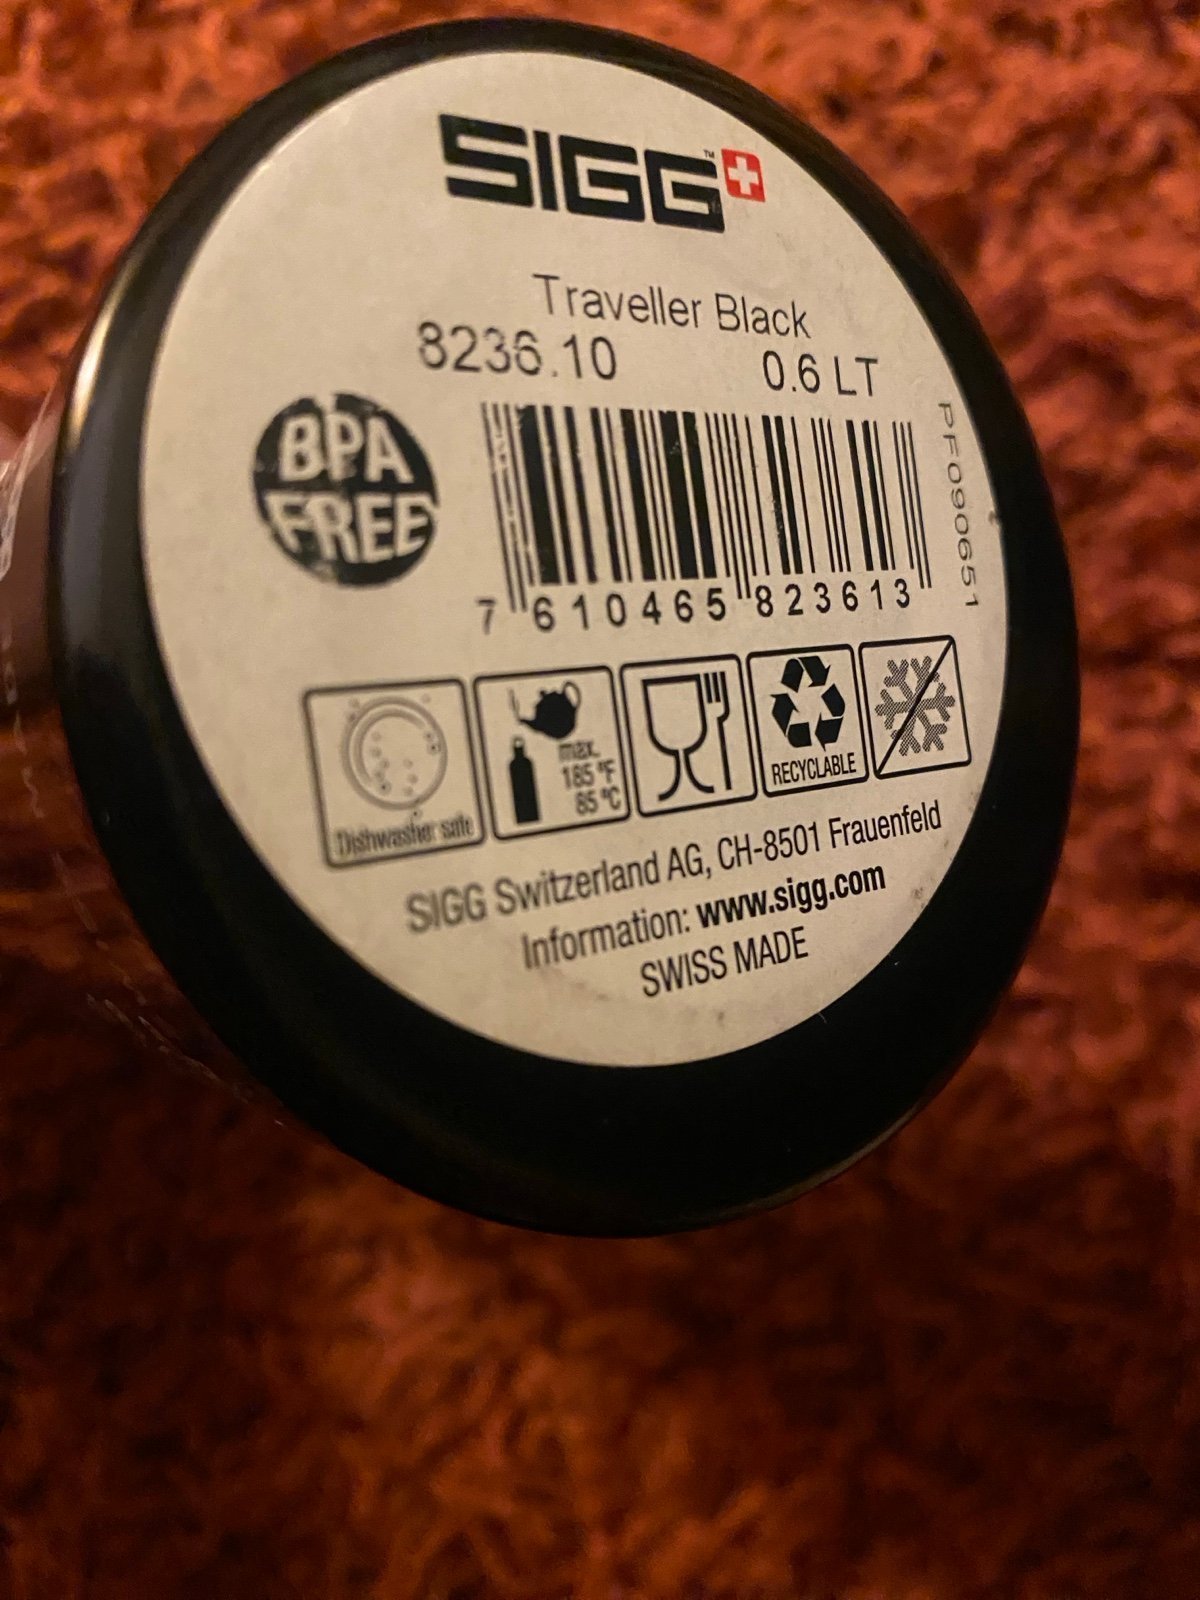 SIGG™
Traveller Black
8236.10 0.6 LT
BPA
FREE
PF090651
7 610465 823613
Dishwasher safe
max.
185 °F
85 °C
RECYCLABLE
SIGG Switzerland AG, CH-8501 Frauenfeld
Information: www.sigg.com
SWISS MADE